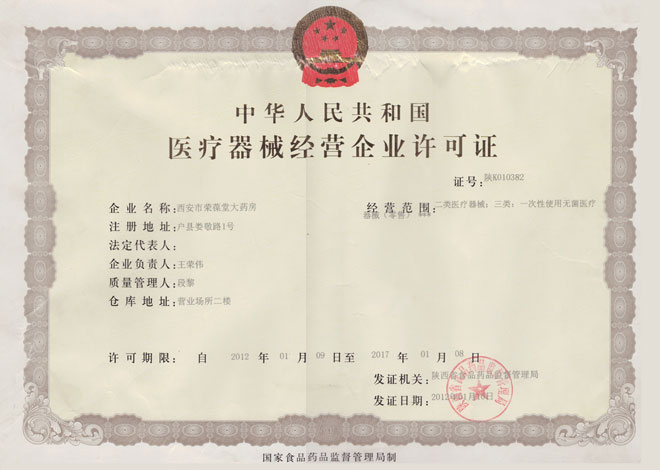 中华人民共和国
医疗器械经营企业许可证
证号:陕K010382
企业名称:西安市荣葆堂大药房
经营范围:二类医疗器械;三类:一次性使用无菌医疗
器械(零售)***
注册地址:户县娄敬路1号
法定代表人:
企业负责人:王荣伟
质量管理人:段黎
仓库地址:营业场所二楼
许可期限:自 2012 年 01 月 09 日至 2017 年 01 月 08 日
发证机关:陕西省食品药品监督管理局
发证日期:2012年01月10日
国家食品药品监督管理局制